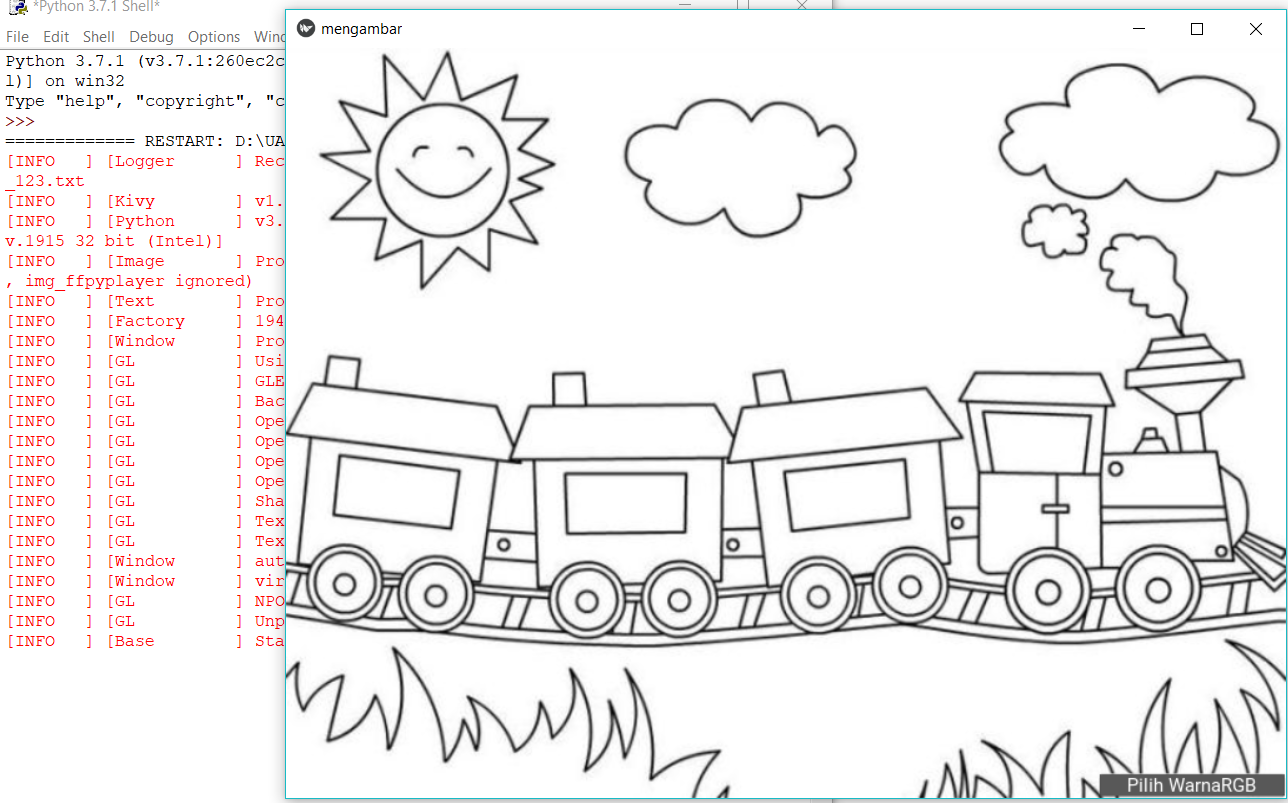 *Python 3.7.1 Shell*
File Edit Shell Debug Options Wind
Python 3.7.1 (v3.7.1:260ec2c
l)] on win32
Type "help", "copyright", "c
>>>
============= RESTART: D:\UA
[INFO   ] [Logger      ] Rec
_123.txt
[INFO   ] [Kivy        ] v1.
[INFO   ] [Python      ] v3.
v.1915 32 bit (Intel)]
[INFO   ] [Image       ] Pro
, img_ffpyplayer ignored)
[INFO   ] [Text        ] Pro
[INFO   ] [Factory     ] 194
[INFO   ] [Window      ] Pro
[INFO   ] [GL          ] Usi
[INFO   ] [GL          ] GLE
[INFO   ] [GL          ] Bac
[INFO   ] [GL          ] Ope
[INFO   ] [GL          ] Ope
[INFO   ] [GL          ] Ope
[INFO   ] [GL          ] Ope
[INFO   ] [GL          ] Sha
[INFO   ] [GL          ] Tex
[INFO   ] [GL          ] Tex
[INFO   ] [Window      ] aut
[INFO   ] [Window      ] vir
[INFO   ] [GL          ] NPO
[INFO   ] [GL          ] Unp
[INFO   ] [Base        ] Sta
mengambar
Pilih WarnaRGB